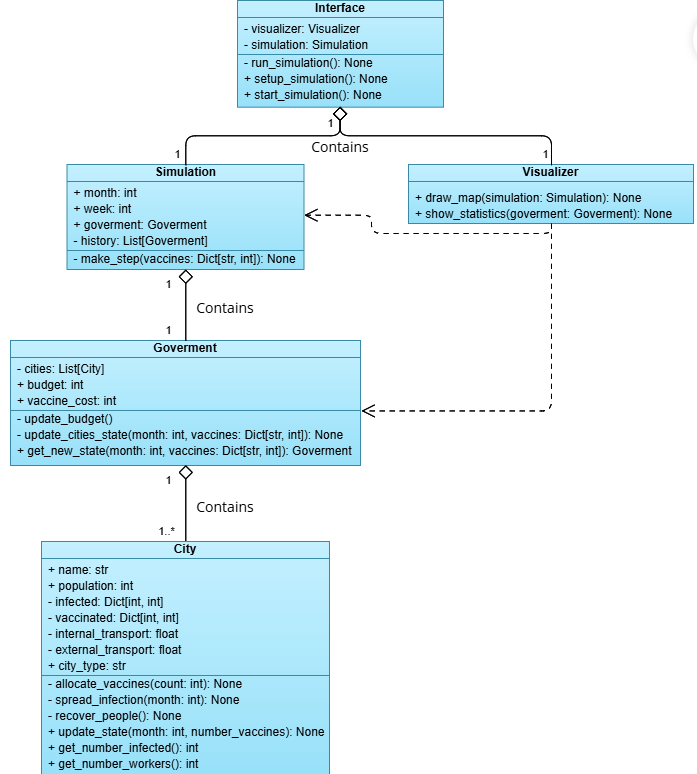 Interface
- visualizer: Visualizer
- simulation: Simulation
- run_simulation(): None
+ setup_simulation(): None
+ start_simulation(): None
1
Contains
1
1
Simulation
+ month: int
+ week: int
+ goverment: Goverment
- history: List[Goverment]
- make_step(vaccines: Dict[str, int]): None
Visualizer
+ draw_map(simulation: Simulation): None
+ show_statistics(goverment: Goverment): None
1
Contains
1
Goverment
- cities: List[City]
+ budget: int
+ vaccine_cost: int
- update_budget()
- update_cities_state(month: int, vaccines: Dict[str, int]): None
+ get_new_state(month: int, vaccines: Dict[str, int]): Goverment
1
Contains
1..*
City
+ name: str
+ population: int
- infected: Dict[int, int]
- vaccinated: Dict[int, int]
- internal_transport: float
- external_transport: float
+ city_type: str
- allocate_vaccines(count: int): None
- spread_infection(month: int): None
- recover_people(): None
+ update_state(month: int, number_vaccines): None
+ get_number_infected(): int
+ get_number_workers(): int